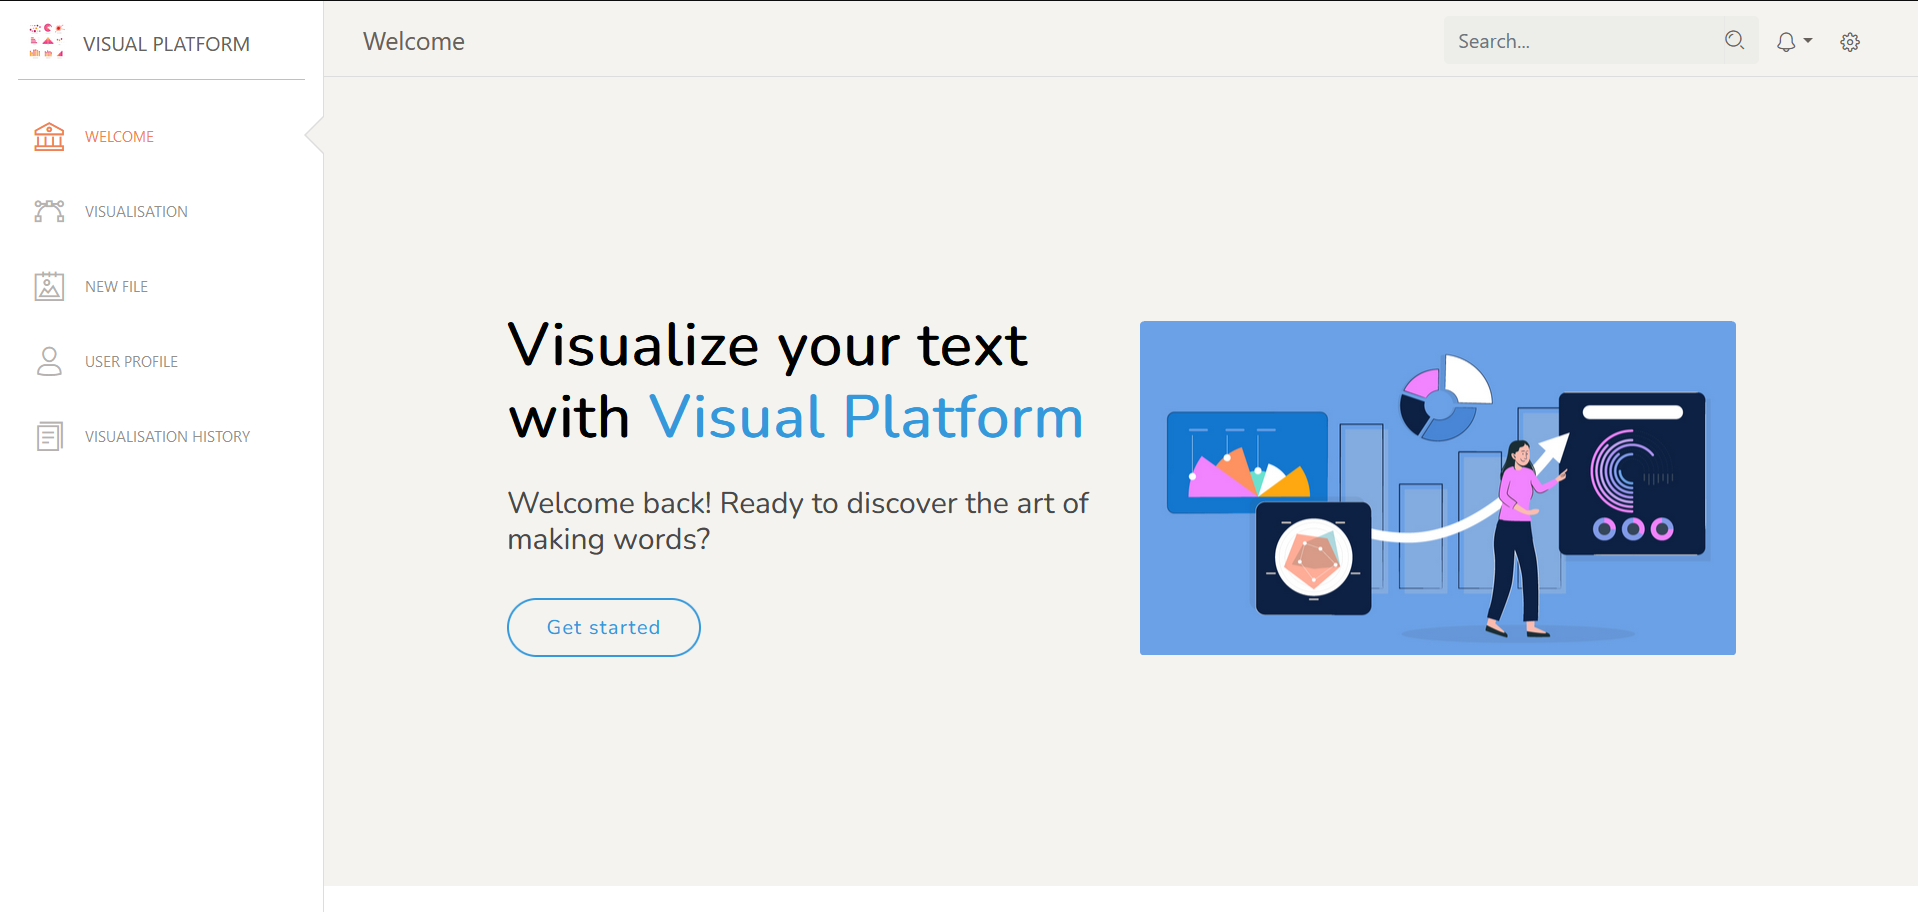 VISUAL PLATFORM
WELCOME
VISUALISATION
NEW FILE
USER PROFILE
VISUALISATION HISTORY
Welcome
Search...
Visualize your text
with Visual Platform
Welcome back! Ready to discover the art of
making words?
Get started